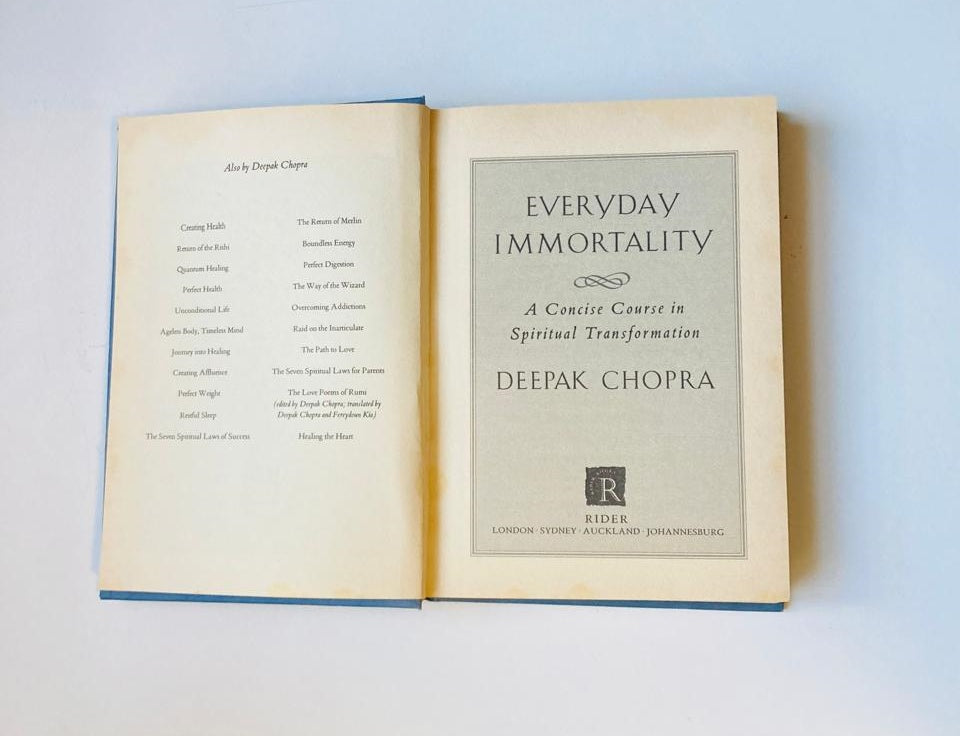 Also by Deepak Chopra
Creating Health
Return of the Rishi
Quantum Healing
Perfect Health
Unconditional Life
Ageless Body, Timeless Mind
Journey into Healing
Creating Affluence
Perfect Weight
Restful Sleep
The Seven Spiritual Laws of Success
The Return of Merlin
Boundless Energy
Perfect Digestion
The Way of the Wizard
Overcoming Addictions
Raid on the Inarticulate
The Path to Love
The Seven Spiritual Laws for Parents
The Love Poems of Rumi
(edited by Deepak Chopra; translated by
Deepak Chopra and Fereydoun Kia)
Healing the Heart
EVERYDAY
IMMORTALITY
A Concise Course in
Spiritual Transformation
DEEPAK CHOPRA
R
RIDER
LONDON · SYDNEY · AUCKLAND · JOHANNESBURG